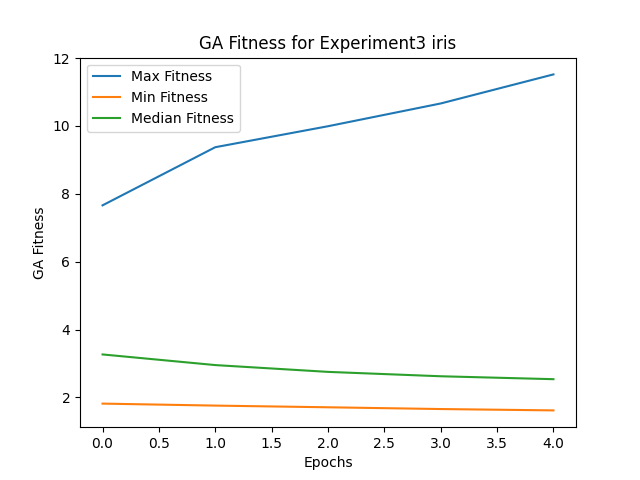 GA Fitness for Experiment3 iris
Max Fitness
Min Fitness
Median Fitness
GA Fitness
12
10
8
6
4
2
0.0 0.5 1.0 1.5 2.0 2.5 3.0 3.5 4.0
Epochs